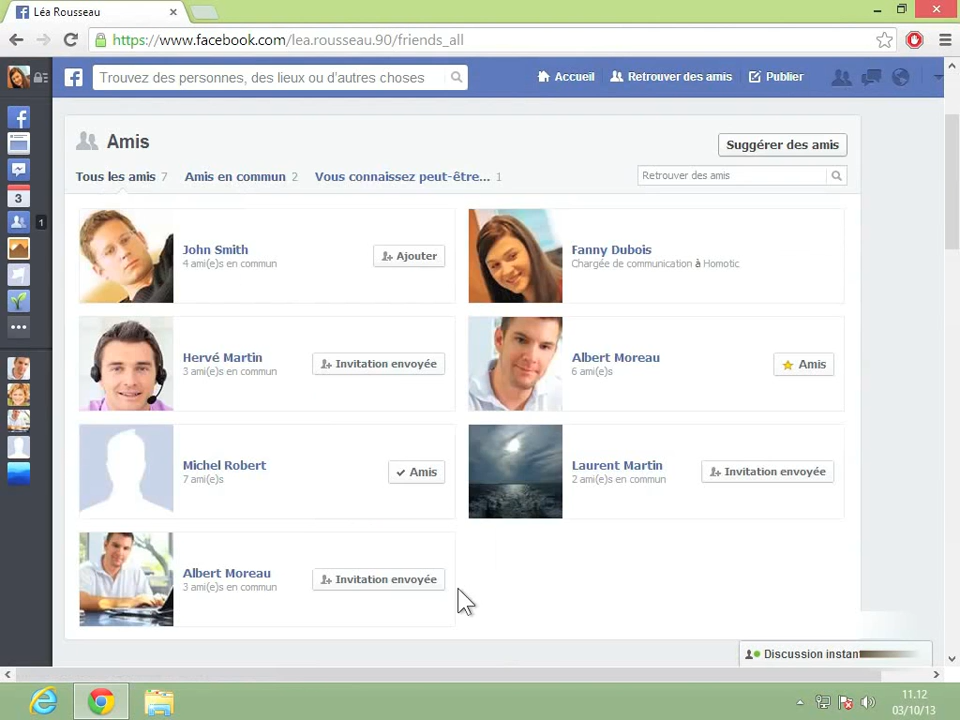 Léa Rousseau
https://www.facebook.com/lea.rousseau.90/friends_all
Trouvez des personnes, des lieux ou d'autres choses
Accueil
Retrouver des amis
Publier
Amis
Suggérer des amis
Tous les amis 7
Amis en commun 2
Vous connaissez peut-être... 1
Retrouver des amis
3
1
John Smith
4 ami(e)s en commun
Ajouter
Fanny Dubois
Chargée de communication à Homotic
Hervé Martin
3 ami(e)s en commun
Invitation envoyée
Albert Moreau
6 ami(e)s
Amis
Michel Robert
7 ami(e)s
Amis
Laurent Martin
2 ami(e)s en commun
Invitation envoyée
Albert Moreau
3 ami(e)s en commun
Invitation envoyée
Discussion instan
11.12
03/10/13